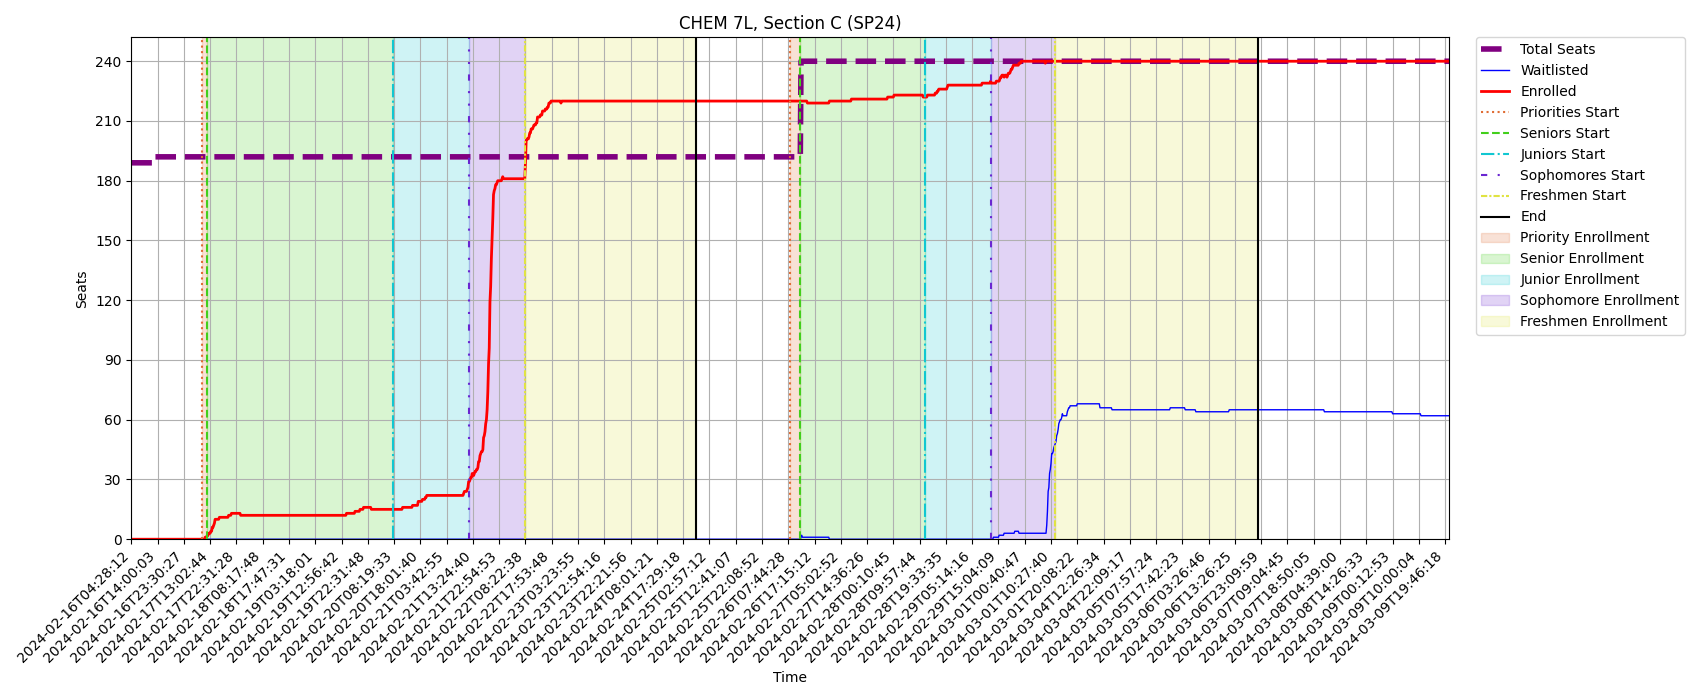 CHEM 7L, Section C (SP24)
Seats
240
210
180
150
120
90
60
30
0
2024-02-16T04:28:12
2024-02-16T14:00:03
2024-02-16T23:30:27
2024-02-17T13:02:44
2024-02-17T22:31:28
2024-02-18T08:17:48
2024-02-18T17:47:31
2024-02-19T03:18:01
2024-02-19T12:56:42
2024-02-19T22:31:48
2024-02-20T08:19:33
2024-02-20T18:01:40
2024-02-21T03:42:55
2024-02-21T13:24:40
2024-02-21T22:54:53
2024-02-22T08:22:38
2024-02-22T17:53:48
2024-02-23T03:23:55
2024-02-23T12:54:16
2024-02-23T22:21:56
2024-02-24T08:01:21
2024-02-24T17:29:18
2024-02-25T02:57:12
2024-02-25T12:41:07
2024-02-25T22:08:52
2024-02-26T07:44:28
2024-02-26T17:15:12
2024-02-27T05:02:52
2024-02-27T14:36:26
2024-02-28T00:10:45
2024-02-28T09:57:44
2024-02-28T19:33:35
2024-02-29T05:14:16
2024-02-29T15:04:09
2024-03-01T00:40:47
2024-03-01T10:27:40
2024-03-01T20:08:22
2024-03-04T12:26:34
2024-03-04T22:09:17
2024-03-05T07:57:24
2024-03-05T17:42:23
2024-03-06T03:26:46
2024-03-06T13:26:25
2024-03-06T23:09:59
2024-03-07T09:04:45
2024-03-07T18:50:05
2024-03-08T04:39:00
2024-03-08T14:26:33
2024-03-09T00:12:53
2024-03-09T10:00:04
2024-03-09T19:46:18
Time
Total Seats
Waitlisted
Enrolled
Priorities Start
Seniors Start
Juniors Start
Sophomores Start
Freshmen Start
End
Priority Enrollment
Senior Enrollment
Junior Enrollment
Sophomore Enrollment
Freshmen Enrollment